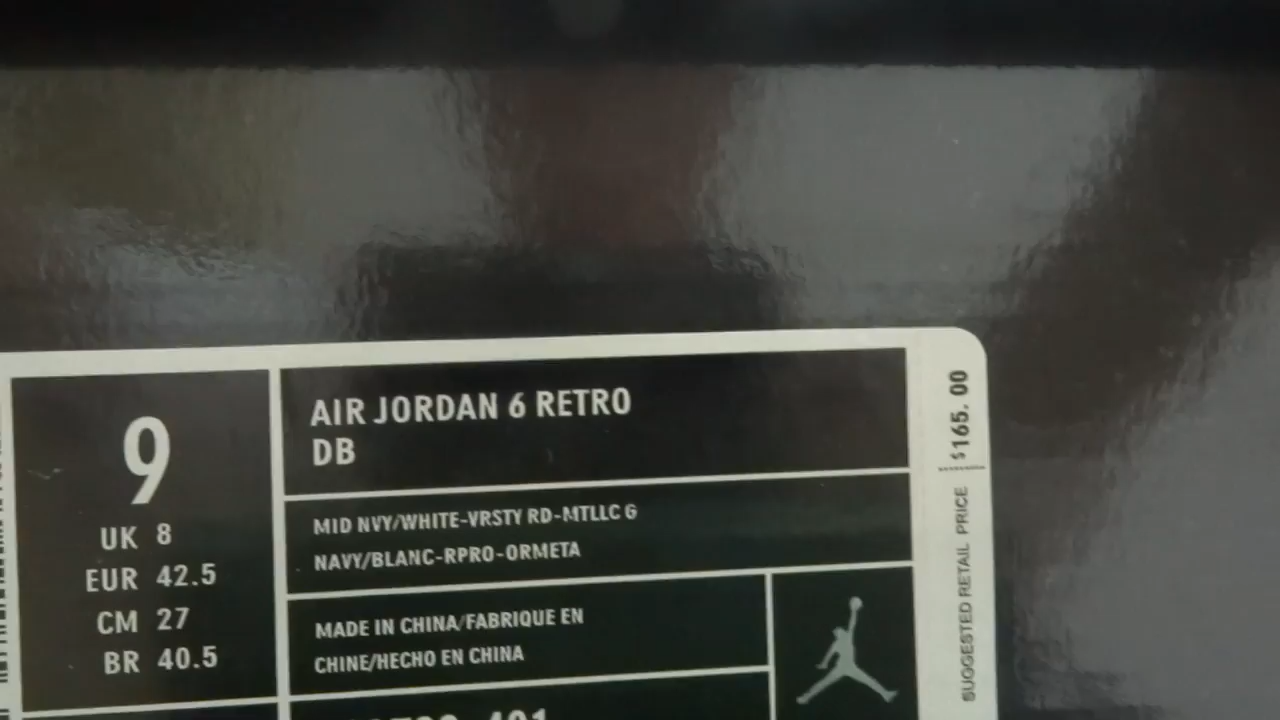 9
UK 8
EUR 42.5
CM 27
BR 40.5
AIR JORDAN 6 RETRO
DB
MID NVY/WHITE-VRSTY RD-MTLLC G
NAVY/BLANC-RPRO-ORMETA
MADE IN CHINA/FABRIQUE EN
CHINE/HECHO EN CHINA
SUGGESTED RETAIL PRICE $165.00